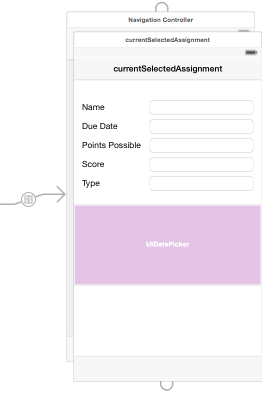 Navigation Controller
currentSelectedAssignment
currentSelectedAssignment
Name
Due Date
Points Possible
Score
Type
UIDatePicker